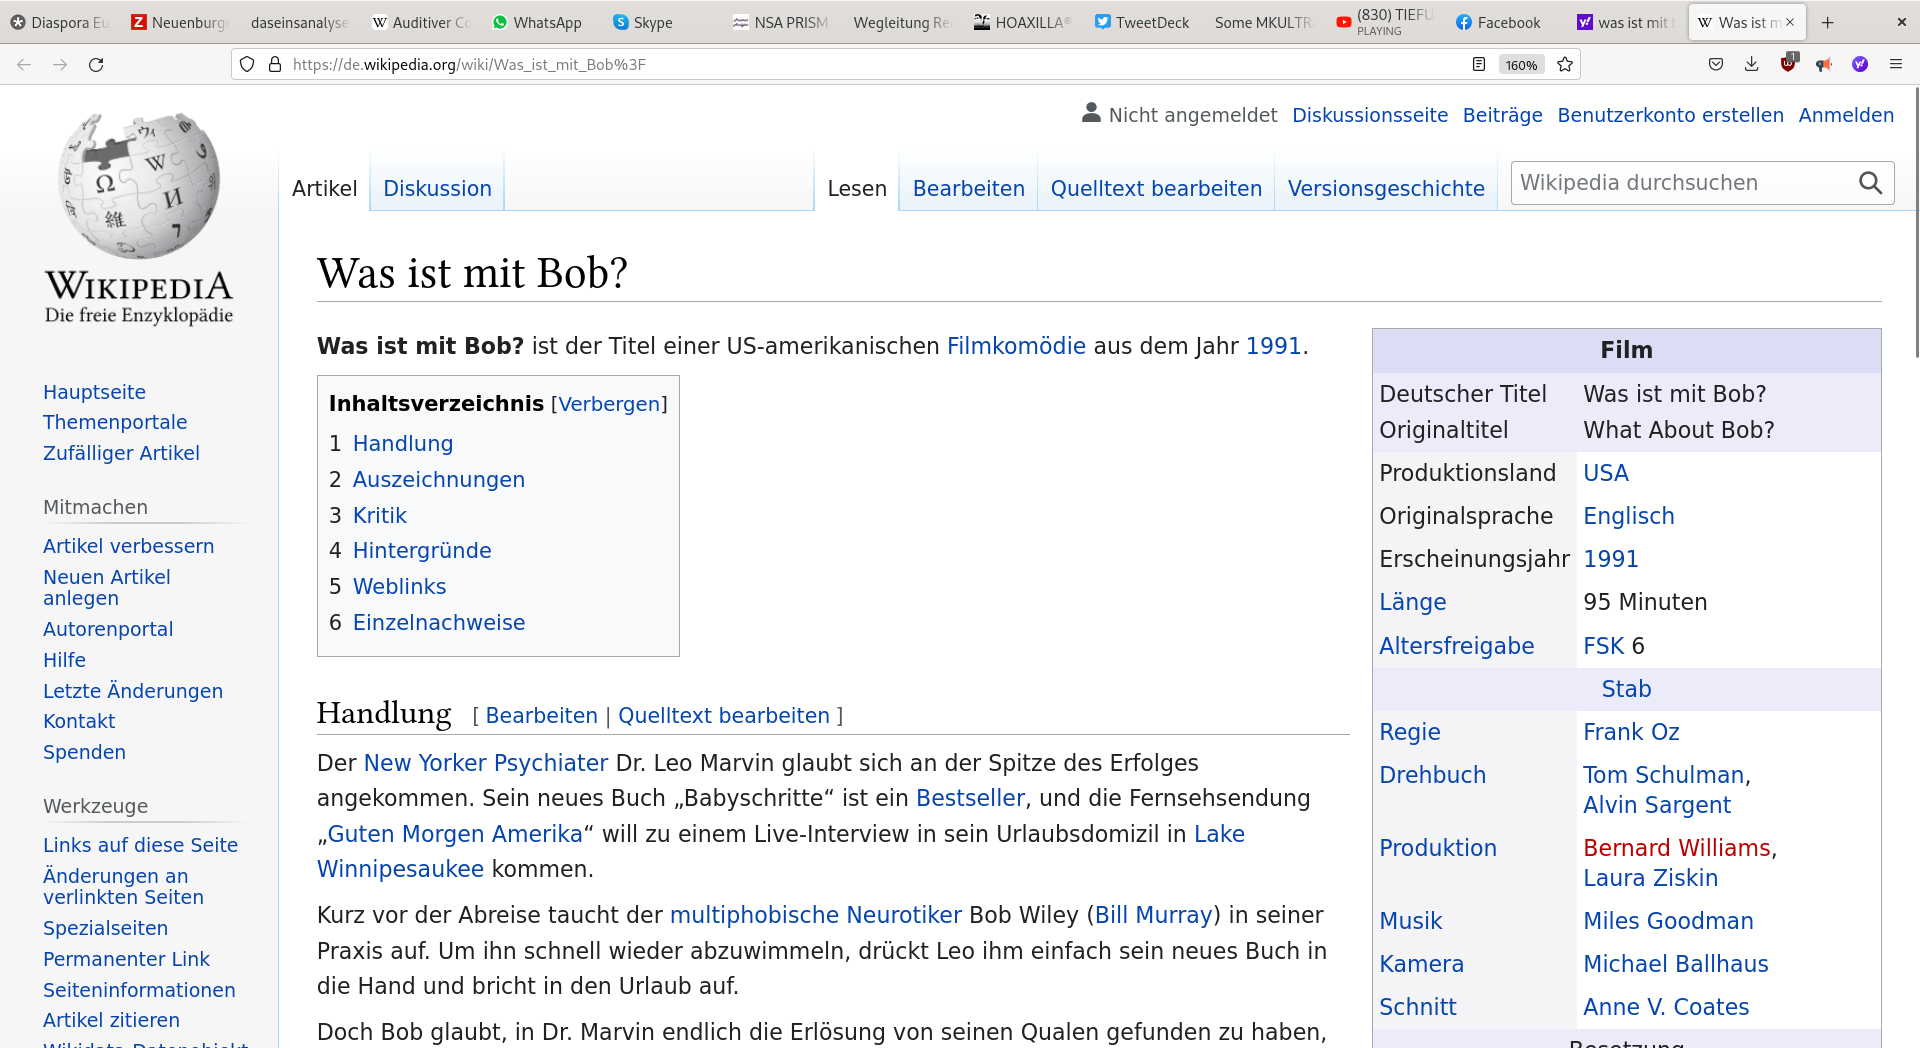 Diaspora Eu
Neuenburge
daseinsanalyse
Auditiver Co
WhatsApp
Skype
NSA PRISM
Wegleitung Re
HOAXILLA
TweetDeck
Some MKULTR
(830) TIEFU
PLAYING
Facebook
was ist mit
Was ist m
https://de.wikipedia.org/wiki/Was_ist_mit_Bob%3F
160%
1
Nicht angemeldet Diskussionsseite Beiträge Benutzerkonto erstellen Anmelden
Artikel Diskussion Lesen Bearbeiten Quelltext bearbeiten Versionsgeschichte Wikipedia durchsuchen
WIKIPEDIA
Die freie Enzyklopädie
Hauptseite
Themenportale
Zufälliger Artikel
Mitmachen
Artikel verbessern
Neuen Artikel
anlegen
Autorenportal
Hilfe
Letzte Änderungen
Kontakt
Spenden
Werkzeuge
Links auf diese Seite
Änderungen an
verlinkten Seiten
Spezialseiten
Permanenter Link
Seiteninformationen
Artikel zitieren
Wikidata-Datenobjekt
Was ist mit Bob?
Was ist mit Bob? ist der Titel einer US-amerikanischen Filmkomödie aus dem Jahr 1991.
Inhaltsverzeichnis [Verbergen]
1 Handlung
2 Auszeichnungen
3 Kritik
4 Hintergründe
5 Weblinks
6 Einzelnachweise
Handlung [ Bearbeiten | Quelltext bearbeiten ]
Der New Yorker Psychiater Dr. Leo Marvin glaubt sich an der Spitze des Erfolges
angekommen. Sein neues Buch „Babyschritte“ ist ein Bestseller, und die Fernsehsendung
„Guten Morgen Amerika“ will zu einem Live-Interview in sein Urlaubsdomizil in Lake
Winnipesaukee kommen.
Kurz vor der Abreise taucht der multiphobische Neurotiker Bob Wiley (Bill Murray) in seiner
Praxis auf. Um ihn schnell wieder abzuwimmeln, drückt Leo ihm einfach sein neues Buch in
die Hand und bricht in den Urlaub auf.
Doch Bob glaubt, in Dr. Marvin endlich die Erlösung von seinen Qualen gefunden zu haben,
Film
Deutscher Titel Was ist mit Bob?
Originaltitel What About Bob?
Produktionsland USA
Originalsprache Englisch
Erscheinungsjahr 1991
Länge 95 Minuten
Altersfreigabe FSK 6
Stab
Regie Frank Oz
Drehbuch Tom Schulman,
Alvin Sargent
Produktion Bernard Williams,
Laura Ziskin
Musik Miles Goodman
Kamera Michael Ballhaus
Schnitt Anne V. Coates
Besetzung